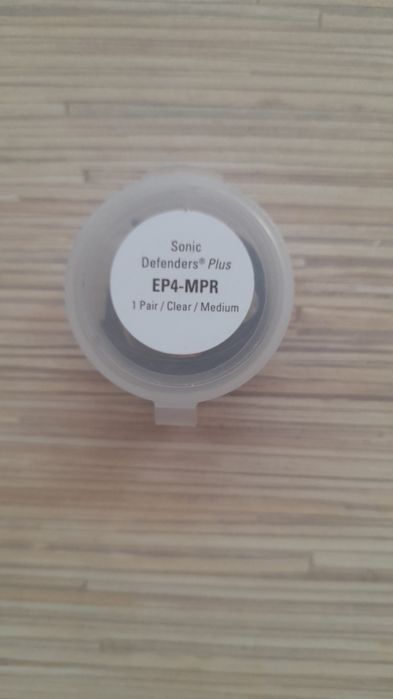 Sonic
Defenders® Plus
EP4-MPR
1 Pair / Clear / Medium